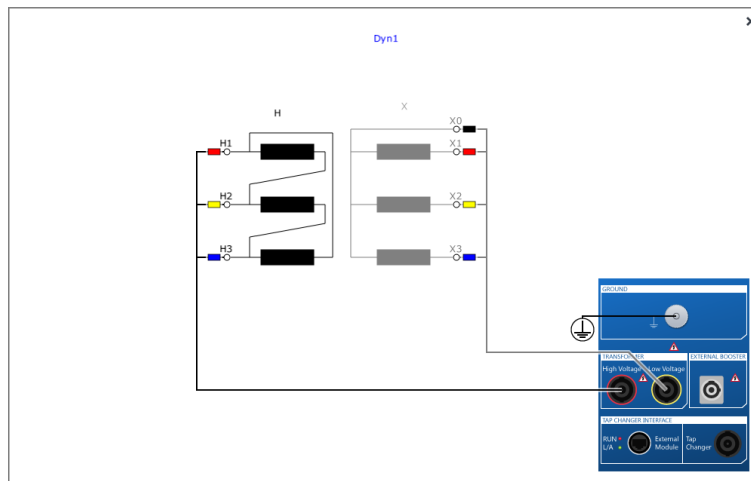 x
Dyn1
H
X
X0
H1
X1
H2
X2
H3
X3
GROUND
TRANSFORMER
EXTERNAL BOOSTER
High Voltage
Low Voltage
TAP CHANGER INTERFACE
RUN
L/A
External
Module
Tap
Changer